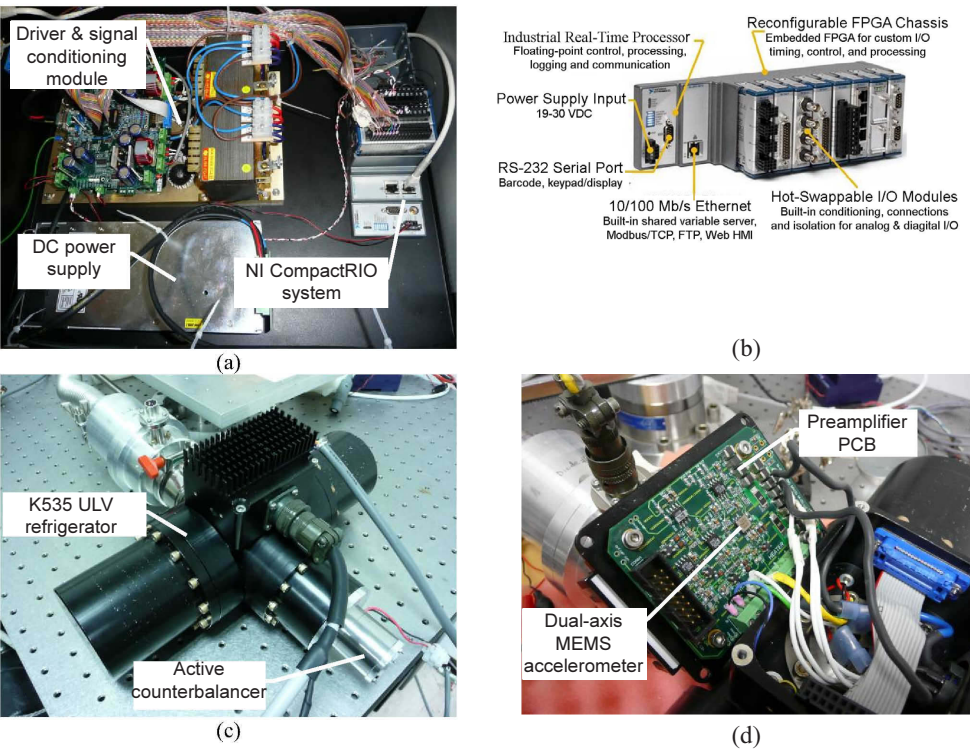 Driver & signal
conditioning
module
DC power
supply
NI CompactRIO
system
(a)
Reconfigurable FPGA Chassis
Embedded FPGA for custom I/O
timing, control, and processing
Industrial Real-Time Processor
Floating-point control, processing,
logging and communication
Power Supply Input
19-30 VDC
RS-232 Serial Port
Barcode, keypad/display
10/100 Mb/s Ethernet
Built-in shared variable server,
Modbus/TCP, FTP, Web HMI
Hot-Swappable I/O Modules
Built-in conditioning, connections
and isolation for analog & diagital I/O
(b)
K535 ULV
refrigerator
Active
counterbalancer
(c)
Preamplifier
PCB
Dual-axis
MEMS
accelerometer
HEATER
(d)